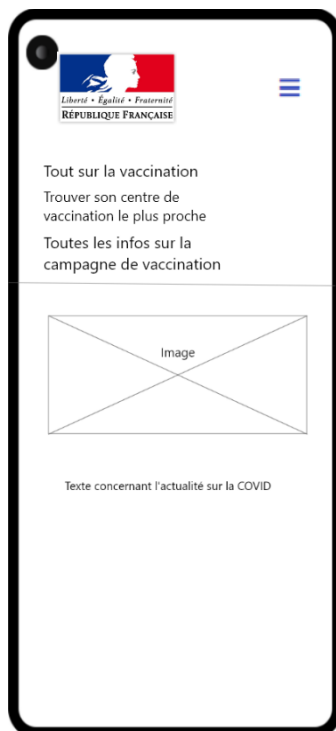 Liberté • Égalité • Fraternité
RÉPUBLIQUE FRANÇAISE
Tout sur la vaccination
Trouver son centre de
vaccination le plus proche
Toutes les infos sur la
campagne de vaccination
Image
Texte concernant l'actualité sur la COVID